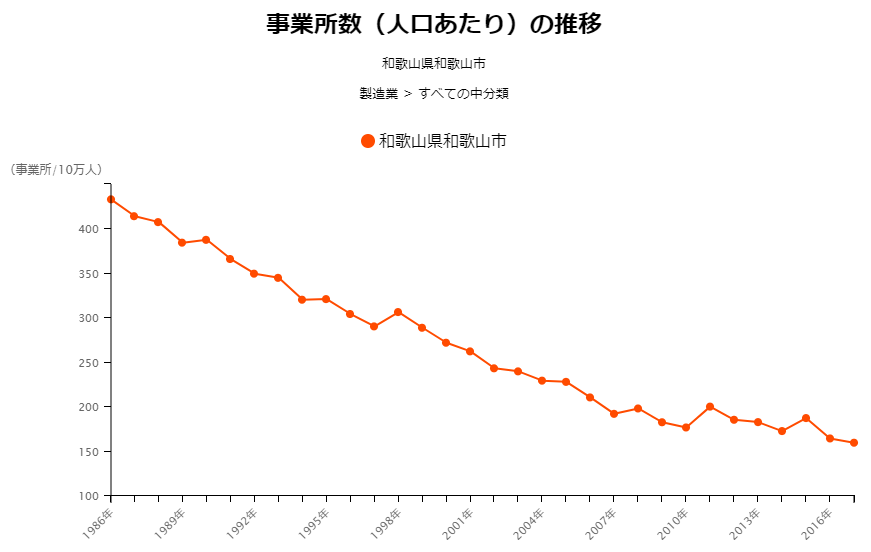 事業所数（人口あたり）の推移
和歌山県和歌山市
製造業 > すべての中分類
和歌山県和歌山市
（事業所/10万人）
400
350
300
250
200
150
100
1986年
1989年
1992年
1995年
1998年
2001年
2004年
2007年
2010年
2013年
2016年